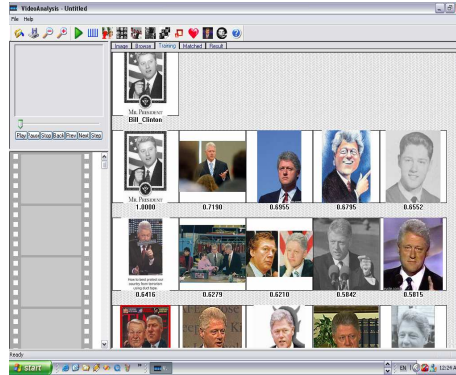 VideoAnalysis - Untitled
File Help
Image Browse Training Matched Result
MR. PRESIDENT
Bill_Clinton
Play Pause Stop Back Prev Next Step
MR. PRESIDENT
1.0000 0.7190 0.6955 0.6795 0.6552
0.6416 0.6279 0.6210 0.5842 0.5815
Ready
start
EN
12:24 A